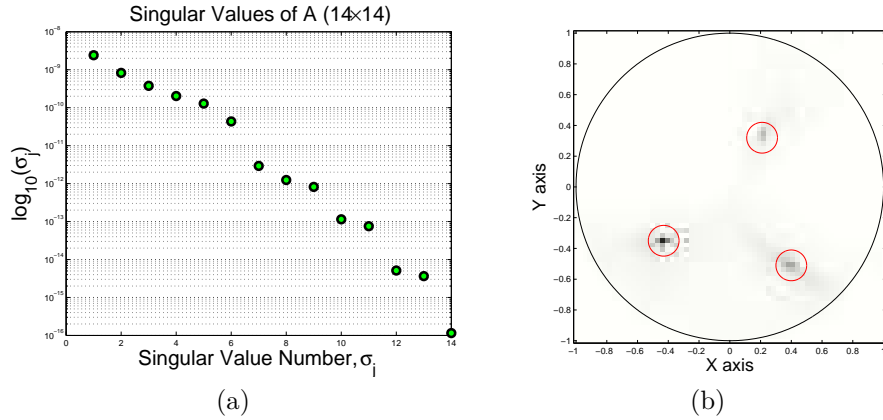 Singular Values of A (14×14)
10⁻⁸
10⁻⁹
10⁻¹⁰
10⁻¹¹
10⁻¹²
10⁻¹³
10⁻¹⁴
10⁻¹⁵
10⁻¹⁶
log₁₀(σⱼ)
0 2 4 6 8 10 12 14
Singular Value Number, σⱼ
(a)
1
0.8
0.6
0.4
0.2
0
−0.2
−0.4
−0.6
−0.8
−1
Y axis
−1 −0.8 −0.6 −0.4 −0.2 0 0.2 0.4 0.6 0.8 1
X axis
(b)